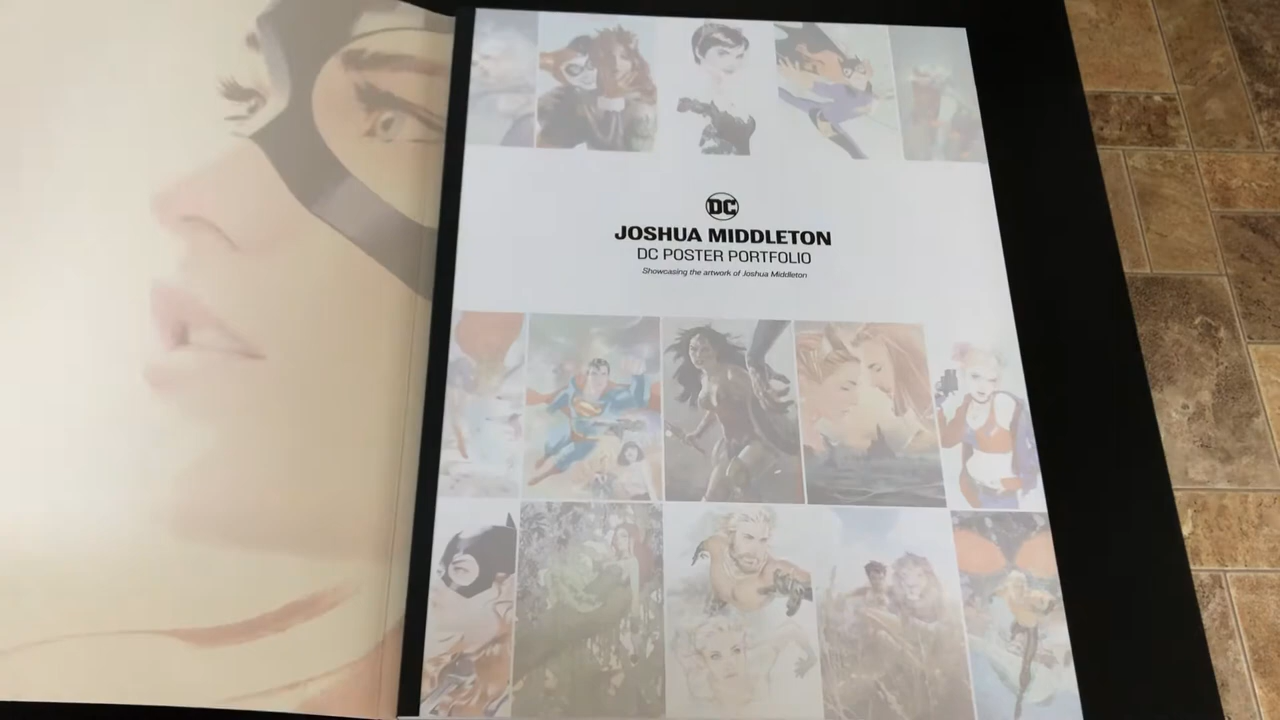 DC
JOSHUA MIDDLETON
DC POSTER PORTFOLIO
Showcasing the artwork of Joshua Middleton